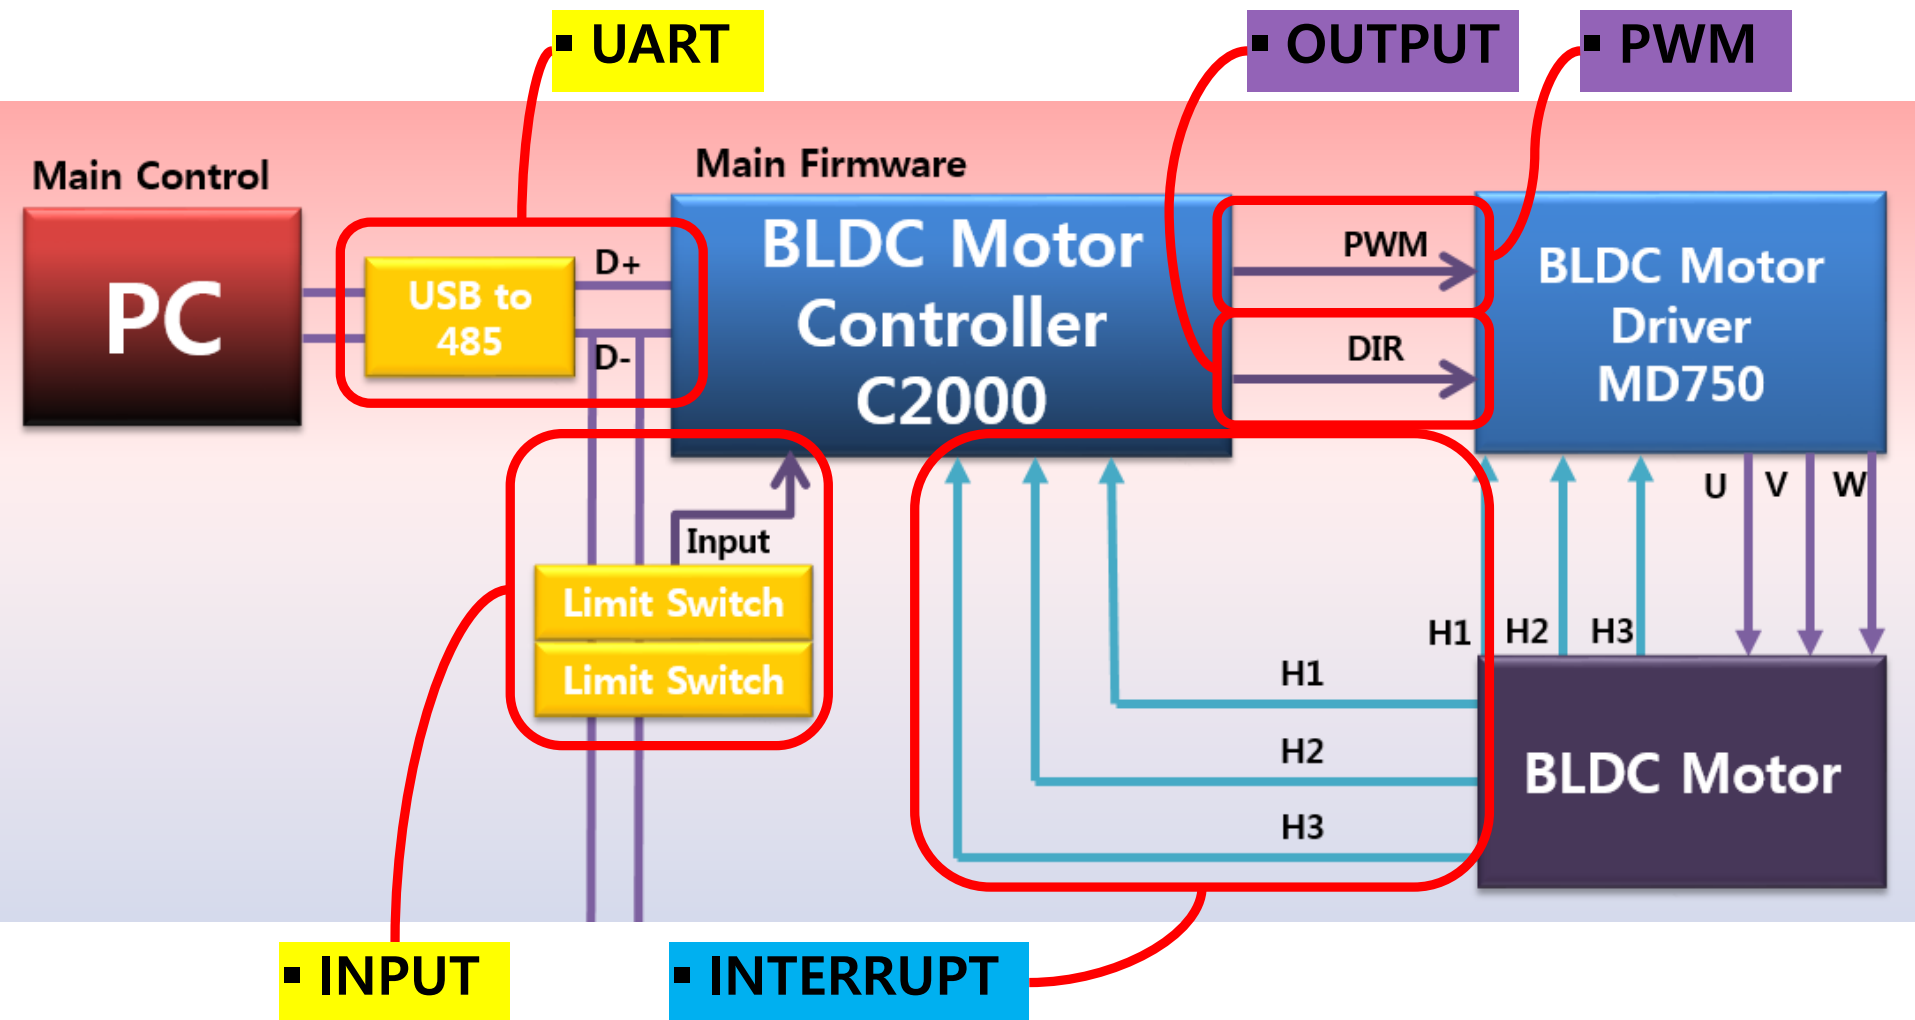 ▪ UART
▪ OUTPUT
▪ PWM
Main Control
Main Firmware
PC
USB to
485
D+
D-
BLDC Motor
Controller
C2000
PWM
DIR
BLDC Motor
Driver
MD750
U V W
Input
Limit Switch
Limit Switch
H1 H2 H3
H1
H2
H3
BLDC Motor
▪ INPUT
▪ INTERRUPT